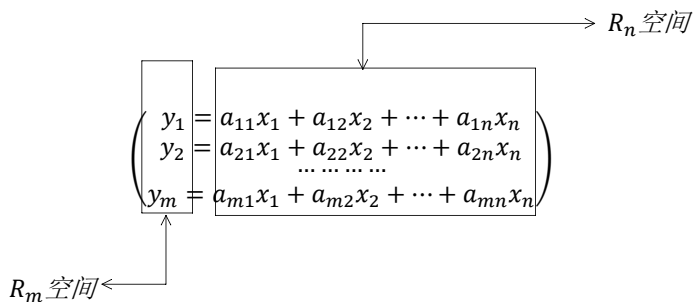 Rₙ空间
y₁ = a₁₁x₁ + a₁₂x₂ + ⋯ + a₁ₙxₙ
y₂ = a₂₁x₁ + a₂₂x₂ + ⋯ + a₂ₙxₙ
… … … …
yₘ = aₘ₁x₁ + aₘ₂x₂ + ⋯ + aₘₙxₙ
Rₘ空间